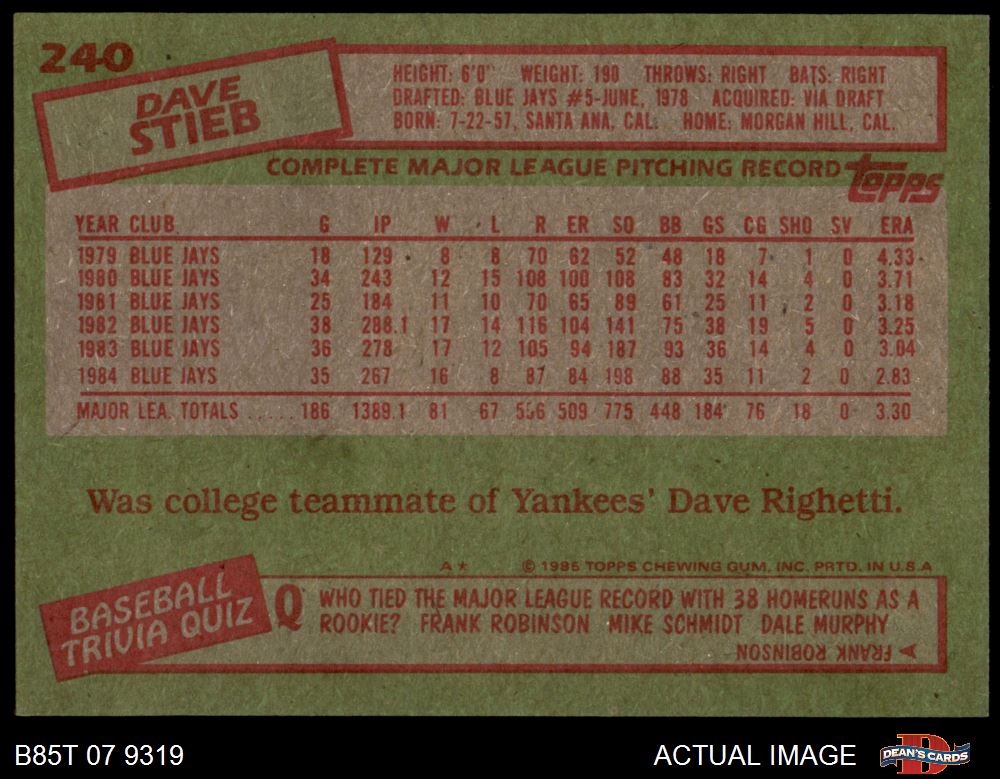 240
DAVE
STIEB
HEIGHT: 6'0" WEIGHT: 190 THROWS: RIGHT BATS: RIGHT
DRAFTED: BLUE JAYS #5-JUNE, 1978 ACQUIRED: VIA DRAFT
BORN: 7-22-57, SANTA ANA, CAL. HOME: MORGAN HILL, CAL.
COMPLETE MAJOR LEAGUE PITCHING RECORD topps
YEAR CLUB G IP W L R ER SO BB GS CG SHO SV ERA
1979 BLUE JAYS 18 129 8 8 70 62 52 48 18 7 1 0 4.33
1980 BLUE JAYS 34 243 12 15 108 100 108 83 32 14 4 0 3.71
1981 BLUE JAYS 25 184 11 10 70 65 89 61 25 11 2 0 3.18
1982 BLUE JAYS 38 288.1 17 14 116 104 141 75 38 19 5 0 3.25
1983 BLUE JAYS 36 278 17 12 105 94 187 93 36 14 4 0 3.04
1984 BLUE JAYS 35 267 16 8 87 84 198 88 35 11 2 0 2.83
MAJOR LEA. TOTALS ..... 186 1389.1 81 67 556 509 775 448 184 76 18 0 3.30
Was college teammate of Yankees' Dave Righetti.
A* © 1985 TOPPS CHEWING GUM, INC. PRTD. IN U.S.A
BASEBALL
TRIVIA QUIZ
Q WHO TIED THE MAJOR LEAGUE RECORD WITH 38 HOMERUNS AS A
ROOKIE? FRANK ROBINSON MIKE SCHMIDT DALE MURPHY
A FRANK ROBINSON
B85T 07 9319 ACTUAL IMAGE DEAN'S CARDS